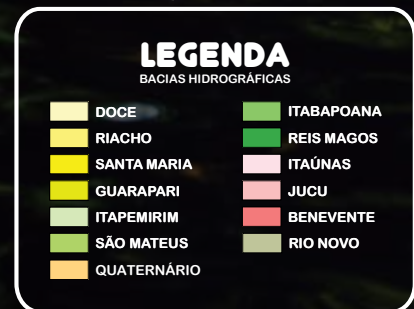 LEGENDA
BACIAS HIDROGRÁFICAS
DOCE
RIACHO
SANTA MARIA
GUARAPARI
ITAPEMIRIM
SÃO MATEUS
QUATERNÁRIO
ITABAPOANA
REIS MAGOS
ITAÚNAS
JUCU
BENEVENTE
RIO NOVO